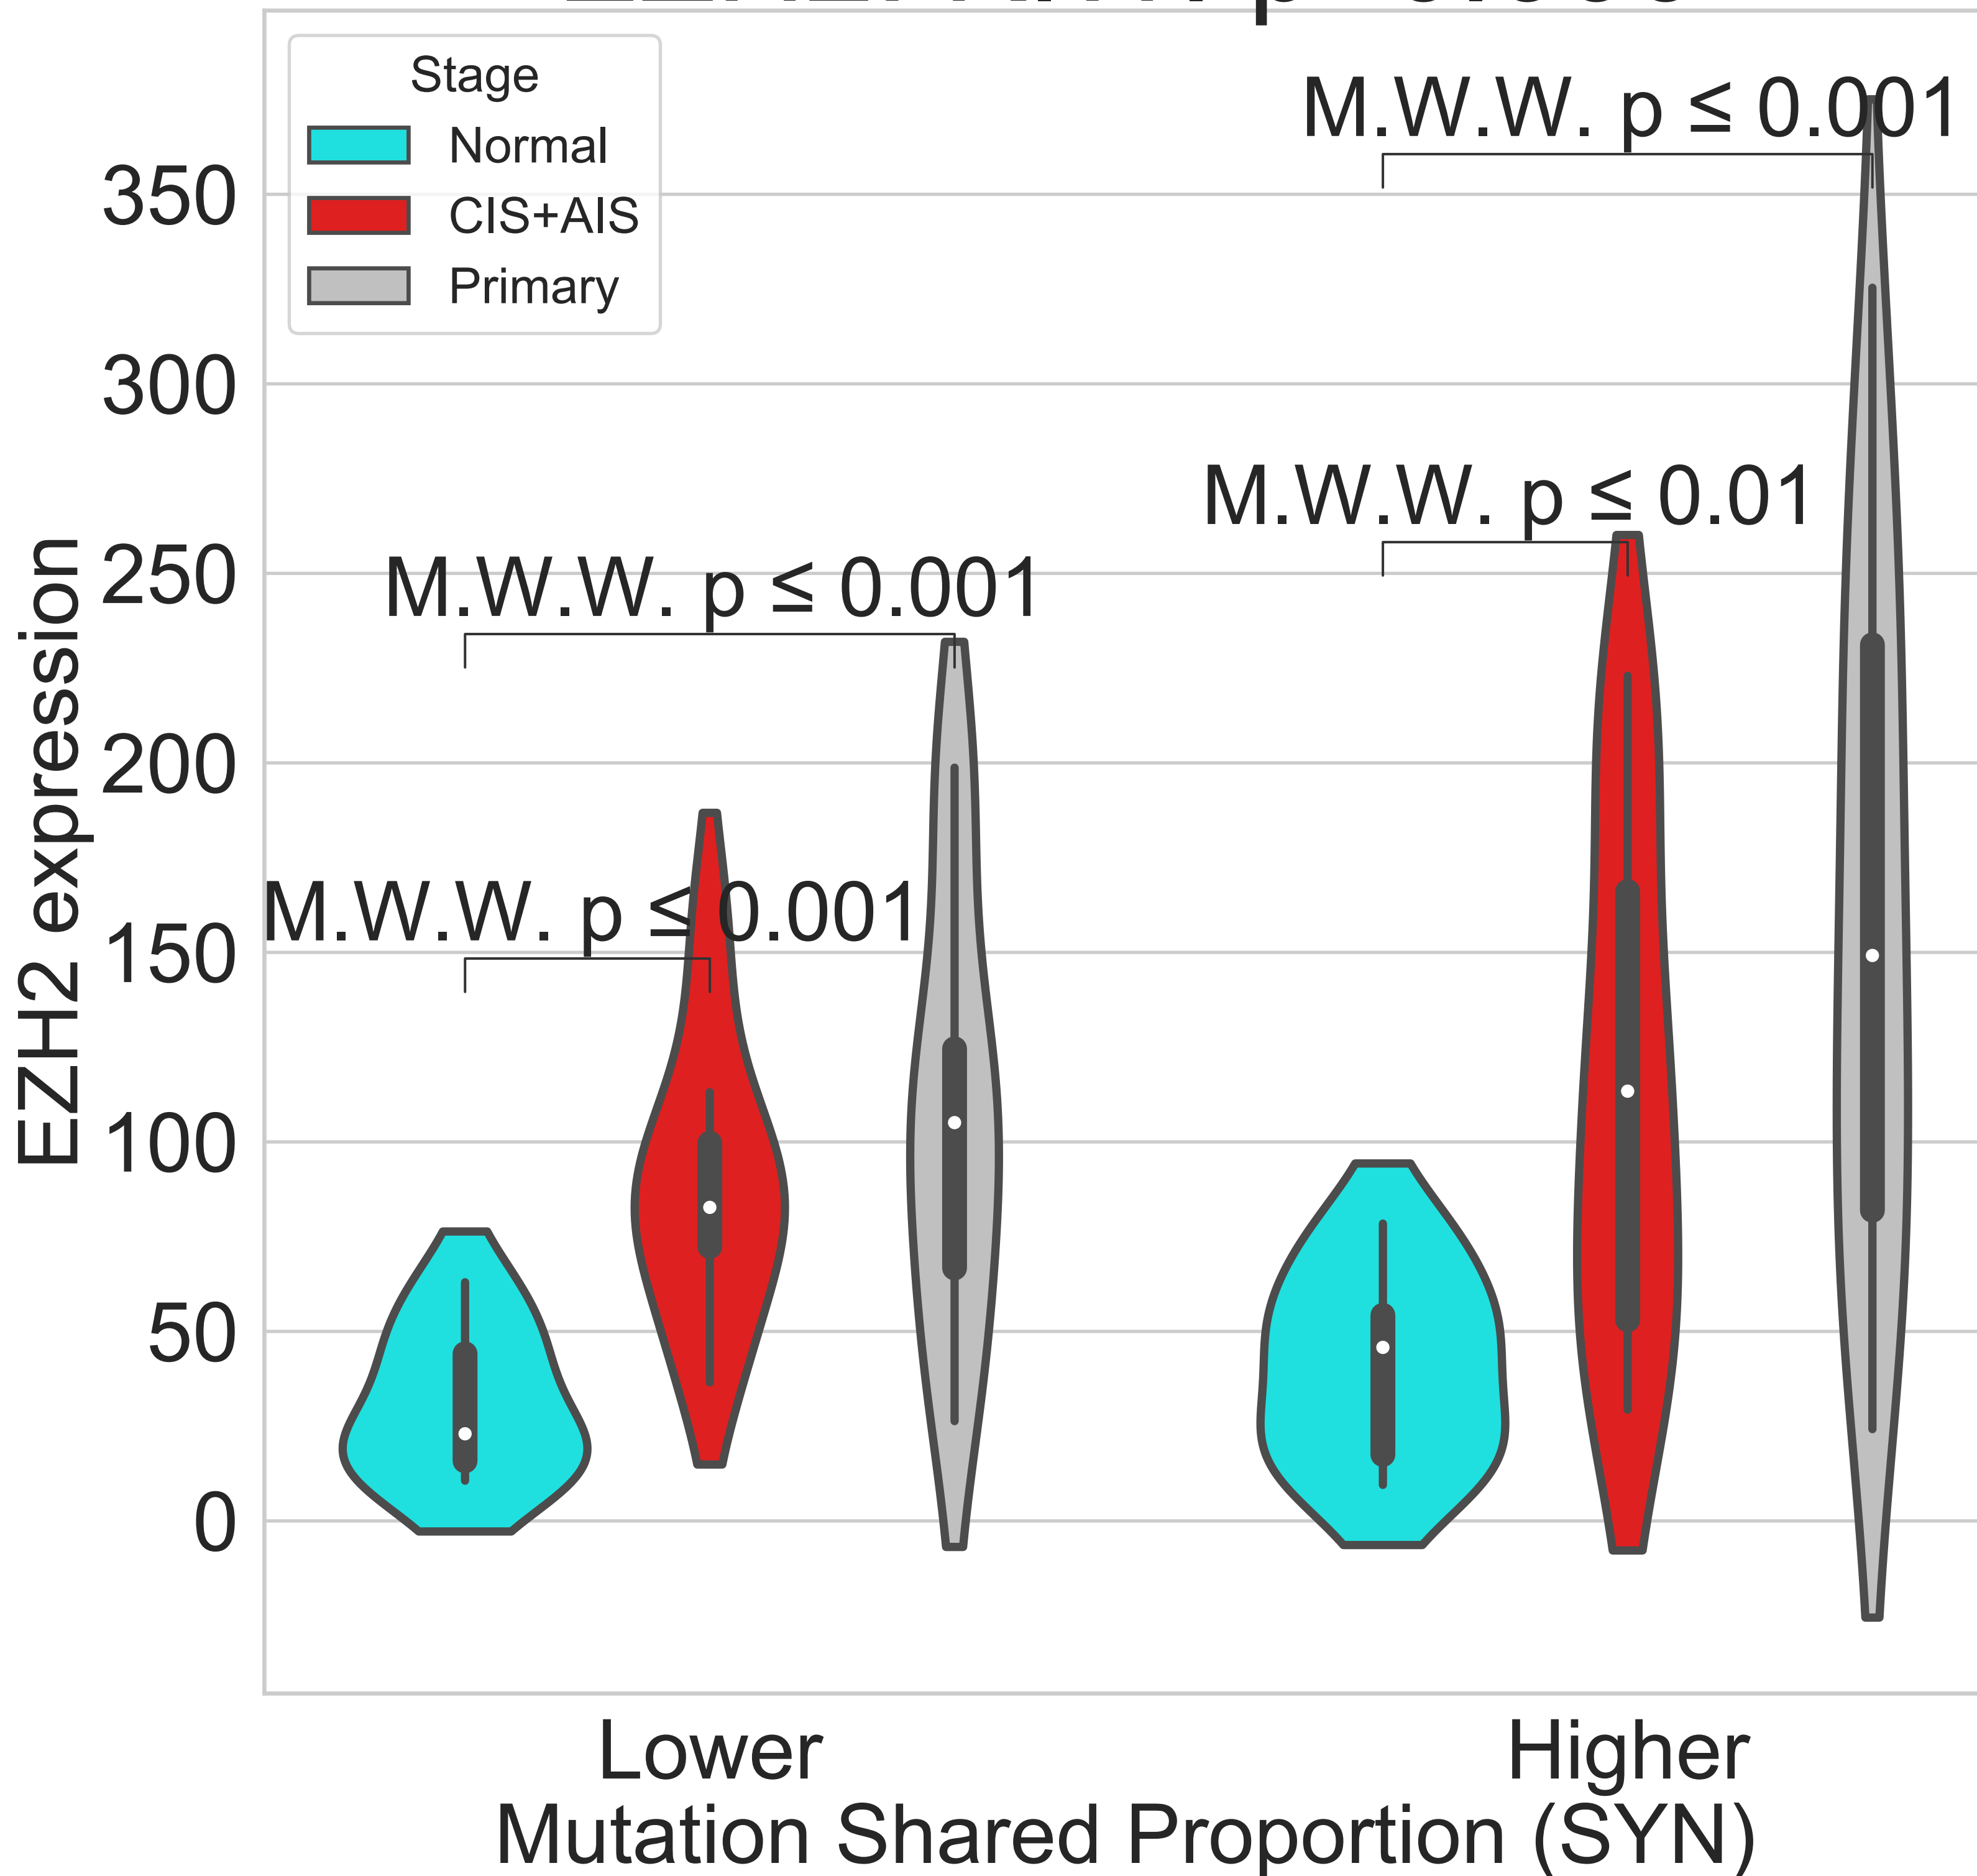 Stage
Normal
CIS+AIS
Primary
M.W.W. p ≤ 0.001
M.W.W. p ≤ 0.01
M.W.W. p ≤ 0.001
M.W.W. p ≤ 0.001
350
300
250
200
150
100
50
0
EZH2 expression
Lower
Higher
Mutation Shared Proportion (SYN)